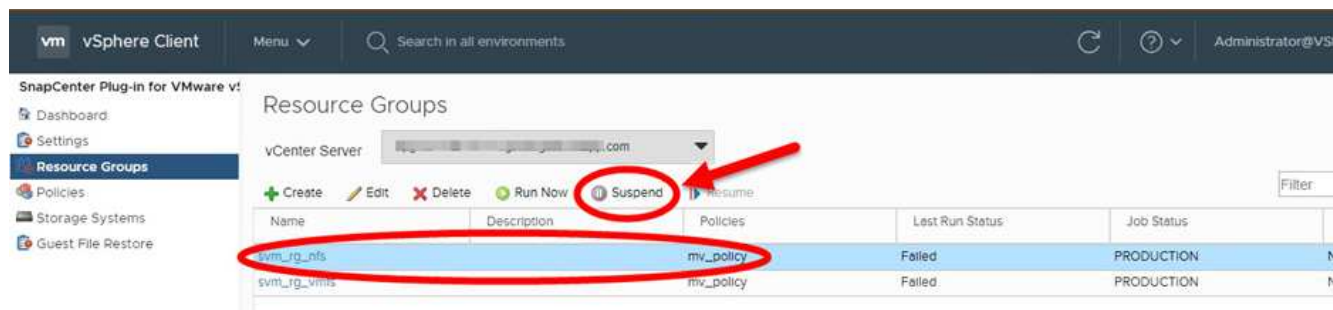 vm vSphere Client Menu Search in all environments Administrator@VS
SnapCenter Plug-in for VMware vS
Dashboard
Settings
Resource Groups
Policies
Storage Systems
Guest File Restore
Resource Groups
vCenter Server .com
Create Edit Delete Run Now Suspend Resume Filter
Name Description Policies Last Run Status Job Status
svm_rg_nfs mv_policy Failed PRODUCTION N
svm_rg_vmfs mv_policy Failed PRODUCTION N